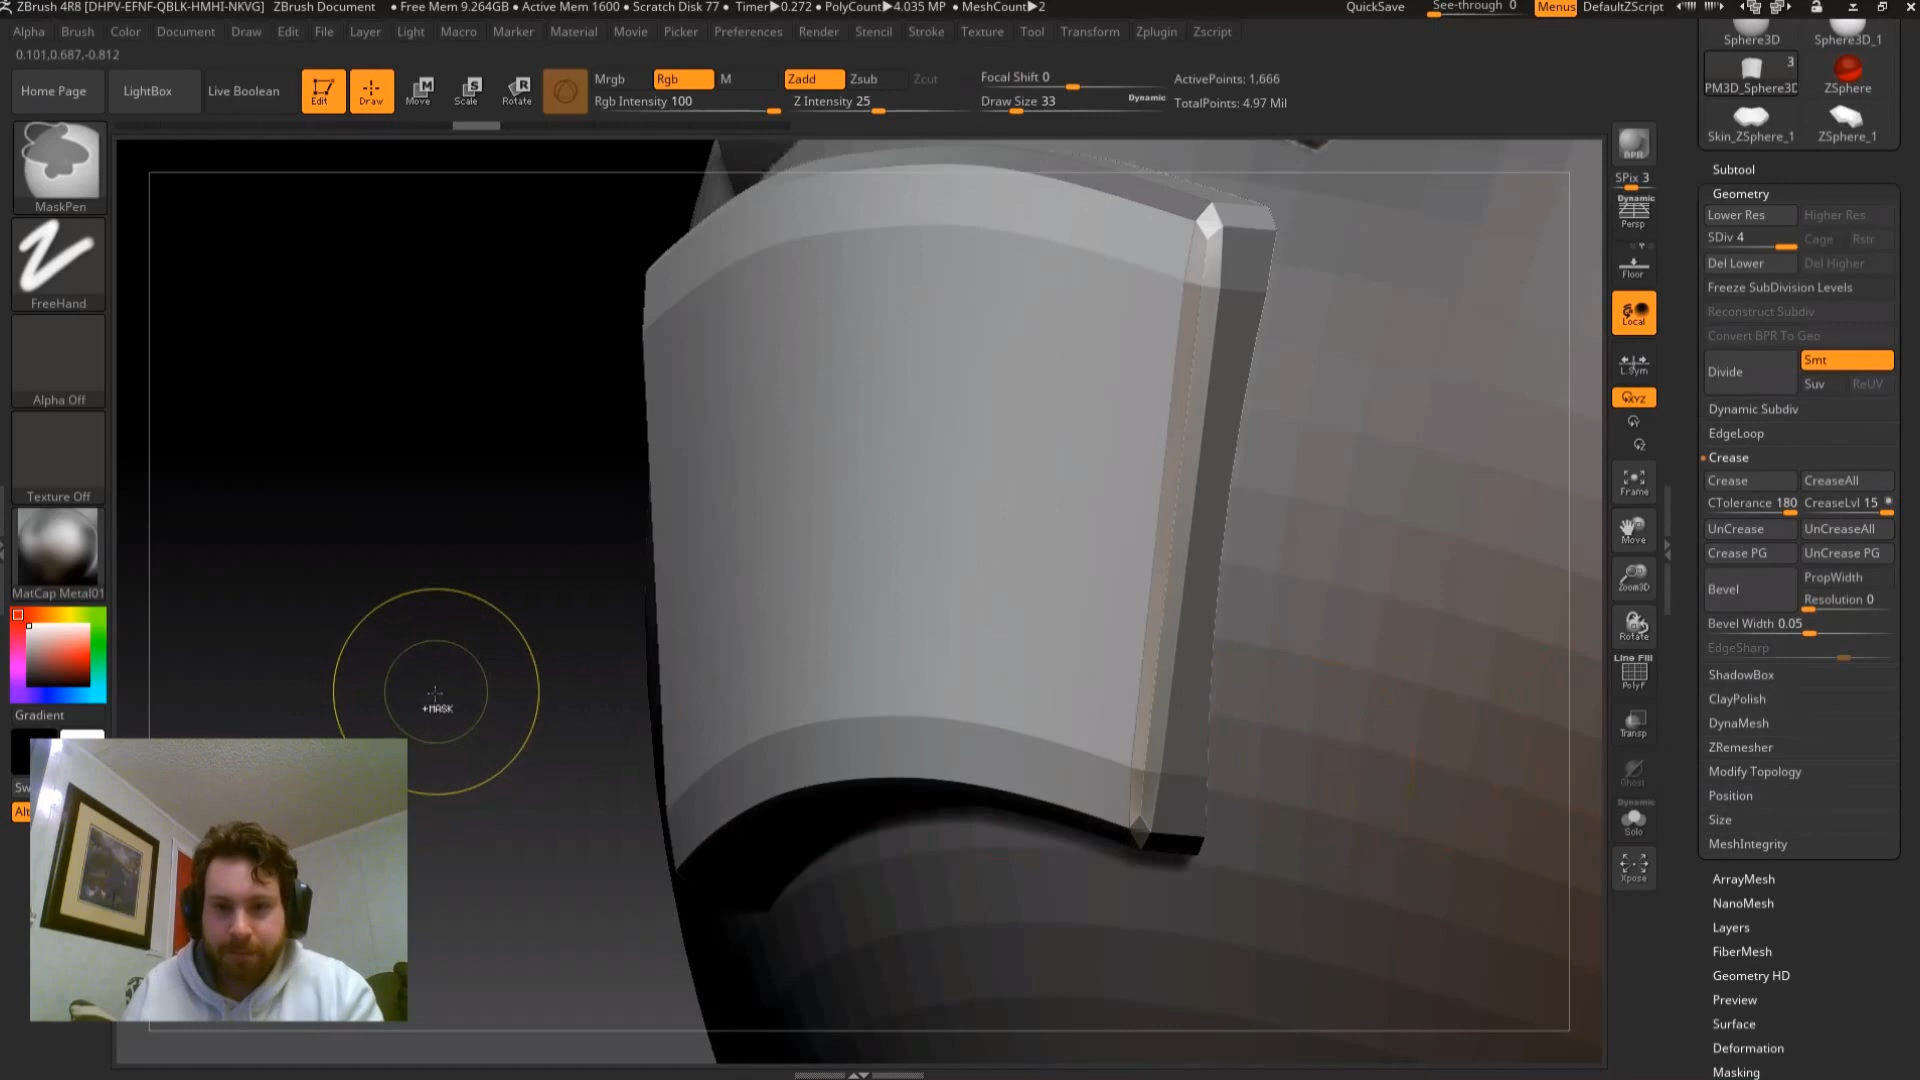 ZBrush 4R8 [DHPV-EFNF-QBLK-HMHI-NKVG] ZBrush Document • Free Mem 9.264GB • Active Mem 1600 • Scratch Disk 77 • Timer▶0.272 • PolyCount▶4.035 MP • MeshCount▶2 QuickSave See-through 0 Menus DefaultZScript
Alpha Brush Color Document Draw Edit File Layer Light Macro Marker Material Movie Picker Preferences Render Stencil Stroke Texture Tool Transform Zplugin Zscript
0.101,0.687,-0.812
Home Page LightBox Live Boolean Edit Draw Move Scale Rotate
Mrgb Rgb M Zadd Zsub Zcut Focal Shift 0 ActivePoints: 1,666
Rgb Intensity 100 Z Intensity 25 Draw Size 33 Dynamic TotalPoints: 4.97 Mil
MaskPen
FreeHand
Alpha Off
Texture Off
MatCap Metal01
Gradient
Sw
Alt
+MASK
BPR
SPix 3
Dynamic
Persp
Floor
Local
L.Sym
XYZ
Frame
Move
Zoom3D
Rotate
Line Fill
PolyF
Transp
Ghost
Dynamic
Solo
Xpose
Sphere3D Sphere3D_1
3
PM3D_Sphere3D ZSphere
Skin_ZSphere_1 ZSphere_1
Subtool
Geometry
Lower Res Higher Res
SDiv 4 Cage Rstr
Del Lower Del Higher
Freeze SubDivision Levels
Reconstruct Subdiv
Convert BPR To Geo
Divide Smt
Suv ReUV
Dynamic Subdiv
EdgeLoop
Crease
Crease CreaseAll
CTolerance 180 CreaseLvl 15
UnCrease UnCreaseAll
Crease PG UnCrease PG
Bevel PropWidth
Resolution 0
Bevel Width 0.05
EdgeSharp
ShadowBox
ClayPolish
DynaMesh
ZRemesher
Modify Topology
Position
Size
MeshIntegrity
ArrayMesh
NanoMesh
Layers
FiberMesh
Geometry HD
Preview
Surface
Deformation
Masking